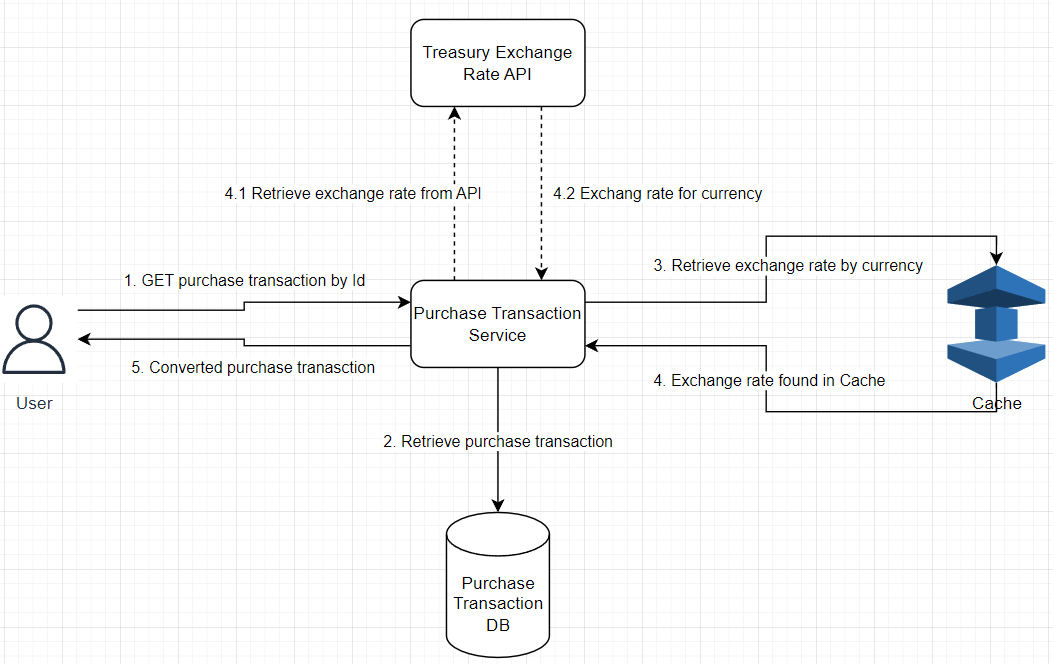 Treasury Exchange
Rate API
4.1 Retrieve exchange rate from API
4.2 Exchang rate for currency
3. Retrieve exchange rate by currency
1. GET purchase transaction by Id
Purchase Transaction
Service
5. Converted purchase tranasction
4. Exchange rate found in Cache
User
Cache
2. Retrieve purchase transaction
Purchase
Transaction
DB